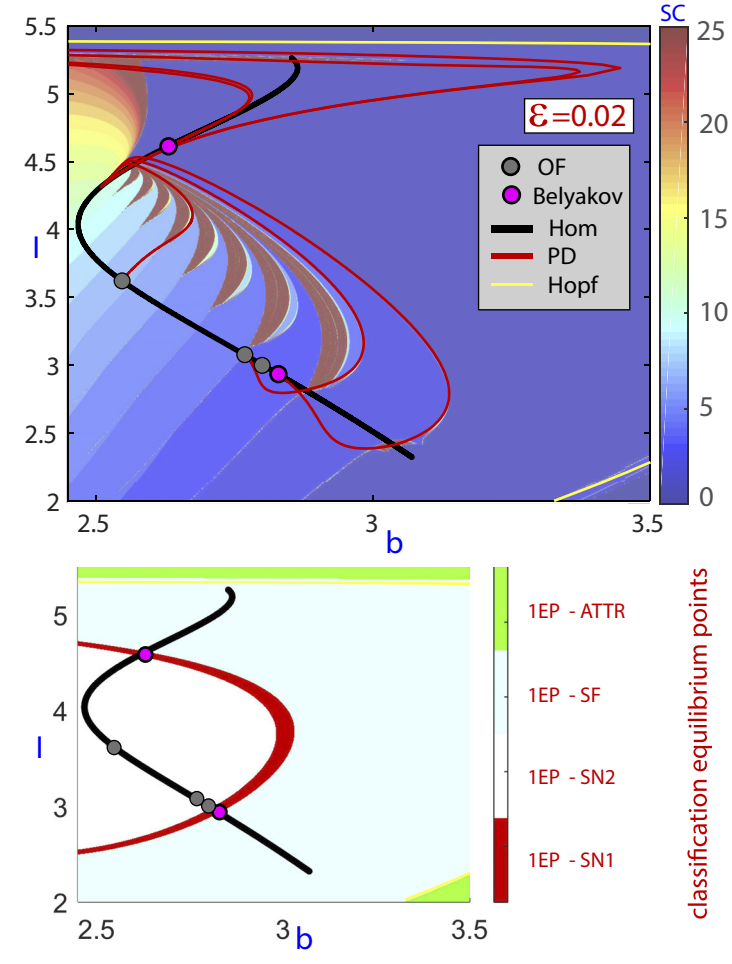 SC
5.5
5
4.5
4
3.5
3
2.5
2
I
2.5
3
3.5
b
ε=0.02
OF
Belyakov
Hom
PD
Hopf
25
20
15
10
5
0
5
4
3
2
I
2.5
3
3.5
b
1EP - ATTR
1EP - SF
1EP - SN2
1EP - SN1
classification equilibrium points